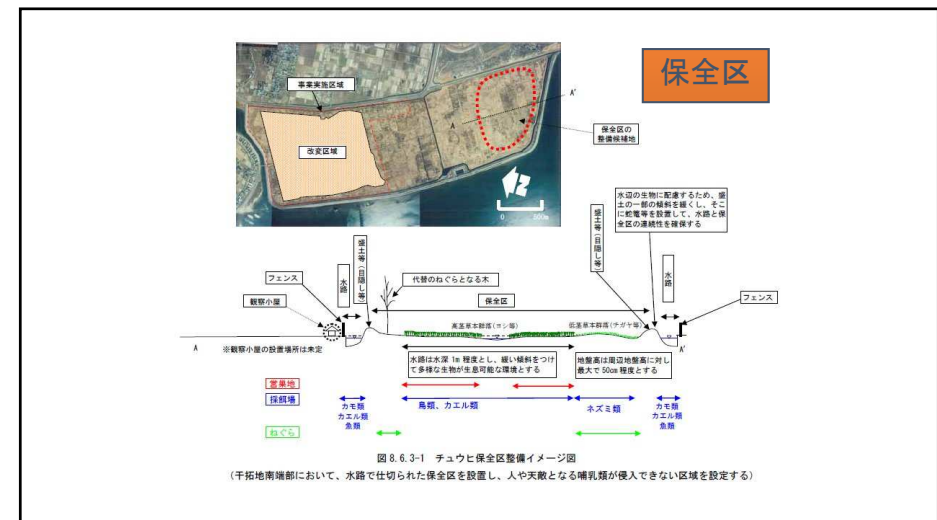 保全区
事業実施区域
改変区域
A
A'
保全区の
整備候補地
N
0 500m
水辺の生物に配慮するため、盛
土の一部の傾斜を緩くし、そこ
に蛇篭等を設置して、水路と保
全区の連続性を確保する
フェンス
水路
盛土等（目隠し等）
代替のねぐらとなる木
盛土等（目隠し等）
水路
フェンス
観察小屋
保全区
高茎草本群落(ヨシ等)
低茎草本群落(チガヤ等)
A
※観察小屋の設置場所は未定
A'
水路は水深 1m 程度とし、緩い傾斜をつけ
て多様な生物が生息可能な環境とする
地盤高は周辺地盤高に対し
最大で 50cm 程度とする
営巣地
採餌場
カモ類
カエル類
魚類
鳥類、カエル類
ネズミ類
カモ類
カエル類
魚類
ねぐら
図 8.6.3-1 チュウヒ保全区整備イメージ図
（干拓地南端部において、水路で仕切られた保全区を設置し、人や天敵となる哺乳類が侵入できない区域を設定する）